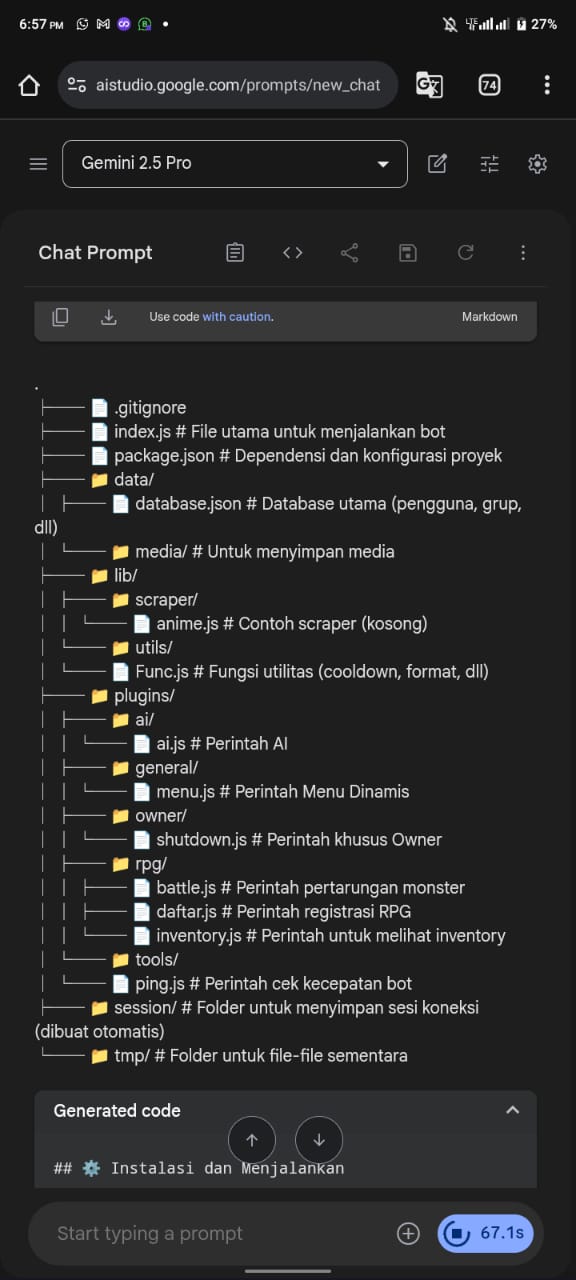 6:57 PM
LTE 27%
aistudio.google.com/prompts/new_chat
74
Gemini 2.5 Pro
Chat Prompt
Use code with caution. Markdown
.
├── 📄 .gitignore
├── 📄 index.js # File utama untuk menjalankan bot
├── 📄 package.json # Dependensi dan konfigurasi proyek
├── 📁 data/
│ ├── 📄 database.json # Database utama (pengguna, grup,
dll)
│ └── 📁 media/ # Untuk menyimpan media
├── 📁 lib/
│ ├── 📁 scraper/
│ │ └── 📄 anime.js # Contoh scraper (kosong)
│ └── 📁 utils/
│ └── 📄 Func.js # Fungsi utilitas (cooldown, format, dll)
├── 📁 plugins/
│ ├── 📁 ai/
│ │ └── 📄 ai.js # Perintah AI
│ ├── 📁 general/
│ │ └── 📄 menu.js # Perintah Menu Dinamis
│ ├── 📁 owner/
│ │ └── 📄 shutdown.js # Perintah khusus Owner
│ ├── 📁 rpg/
│ │ ├── 📄 battle.js # Perintah pertarungan monster
│ │ ├── 📄 daftar.js # Perintah registrasi RPG
│ │ └── 📄 inventory.js # Perintah untuk melihat inventory
│ └── 📁 tools/
│ └── 📄 ping.js # Perintah cek kecepatan bot
├── 📁 session/ # Folder untuk menyimpan sesi koneksi
(dibuat otomatis)
└── 📁 tmp/ # Folder untuk file-file sementara
Generated code
## ⚙️ Instalasi dan Menjalankan
Start typing a prompt
67.1s